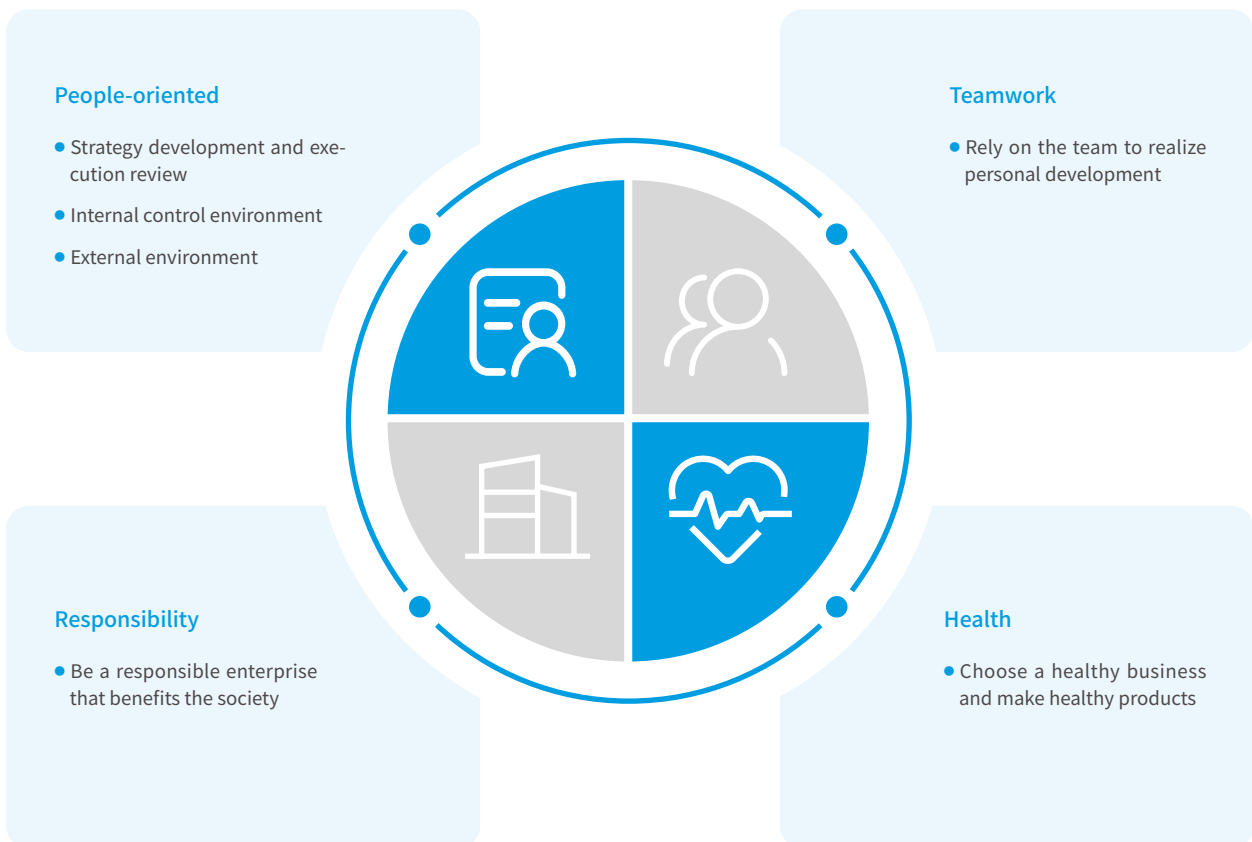 People-oriented
Strategy development and exe-
cution review
Internal control environment
External environment
Teamwork
Rely on the team to realize
personal development
Responsibility
Be a responsible enterprise
that benefits the society
Health
Choose a healthy business
and make healthy products